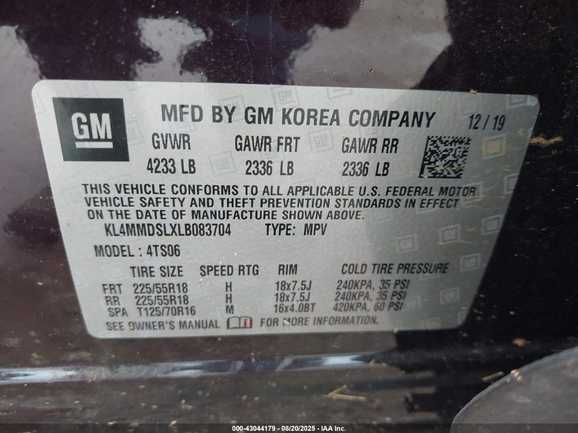 GM
MFD BY GM KOREA COMPANY 12/19
GVWR GAWR FRT GAWR RR
4233 LB 2336 LB 2336 LB
THIS VEHICLE CONFORMS TO ALL APPLICABLE U.S. FEDERAL MOTOR
VEHICLE SAFETY AND THEFT PREVENTION STANDARDS IN EFFECT
ON THE DATE OF MANUFACTURE SHOWN ABOVE.
KL4MMDSLXLB083704 TYPE: MPV
MODEL: 4TS06
TIRE SIZE SPEED RTG RIM COLD TIRE PRESSURE
FRT 225/55R18 H 18x7.5J 240KPA, 35 PSI
RR 225/55R18 H 18x7.5J 240KPA, 35 PSI
SPA T125/70R16 M 16x4.0BT 420KPA, 60 PSI
SEE OWNER'S MANUAL FOR MORE INFORMATION
000-43044179 - 08/20/2025 - IAA Inc.